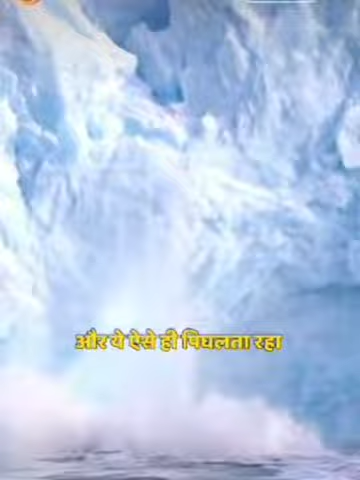 और ये ऐसे ही पिघलता रहा